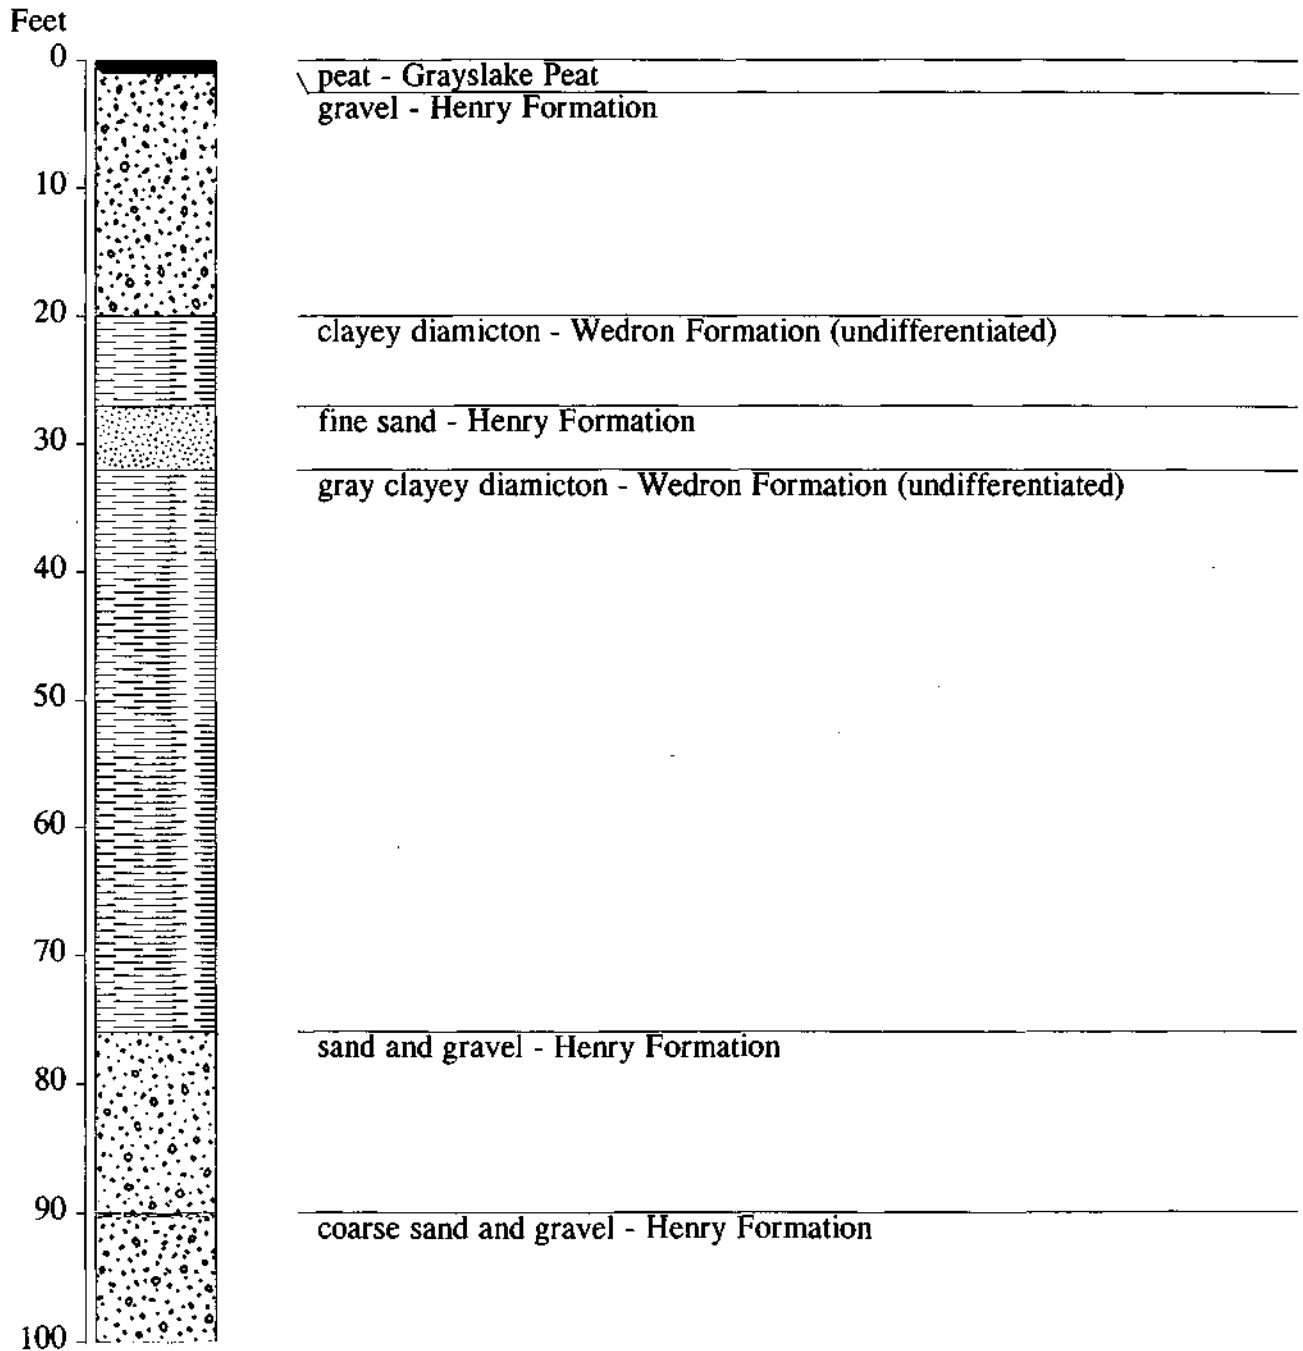 Feet
0
peat - Grayslake Peat
gravel - Henry Formation
10
20
clayey diamicton - Wedron Formation (undifferentiated)
fine sand - Henry Formation
30
gray clayey diamicton - Wedron Formation (undifferentiated)
40
50
60
70
sand and gravel - Henry Formation
80
90
coarse sand and gravel - Henry Formation
100